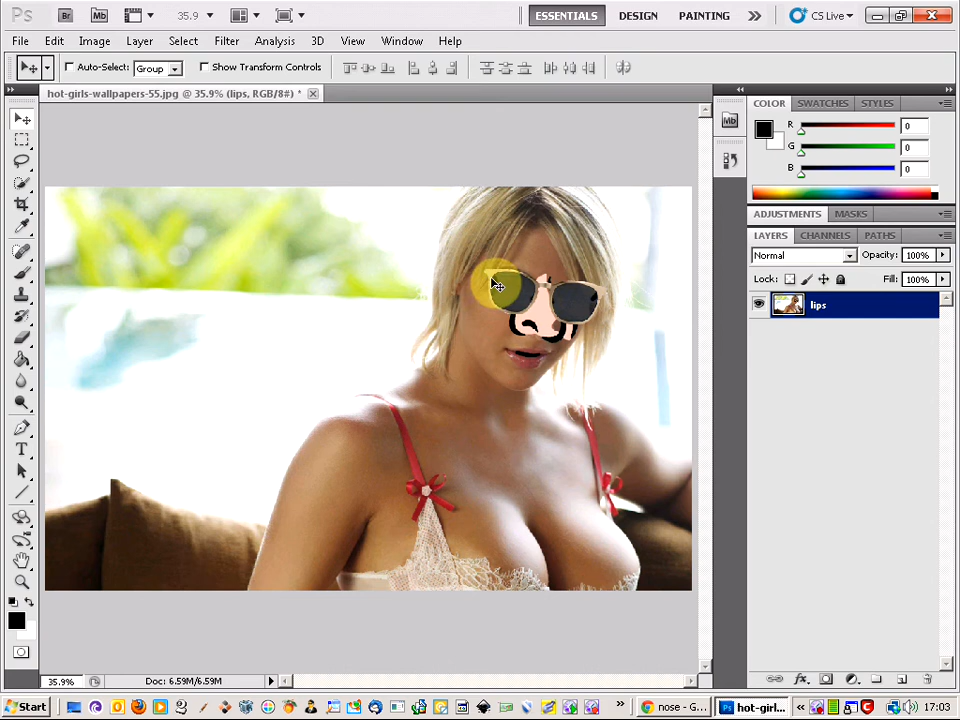 Ps Br Mb 35.9 ESSENTIALS DESIGN PAINTING CS Live
File Edit Image Layer Select Filter Analysis 3D View Window Help
Auto-Select: Group Show Transform Controls
hot-girls-wallpapers-55.jpg @ 35.9% (lips, RGB/8#) *
COLOR SWATCHES STYLES
Mb
R 0
G 0
B 0
ADJUSTMENTS MASKS
LAYERS CHANNELS PATHS
Normal Opacity: 100%
Lock: Fill: 100%
lips
T
35.9% Doc: 6.59M/6.59M
Start nose - G Ps hot-girl... 17:03